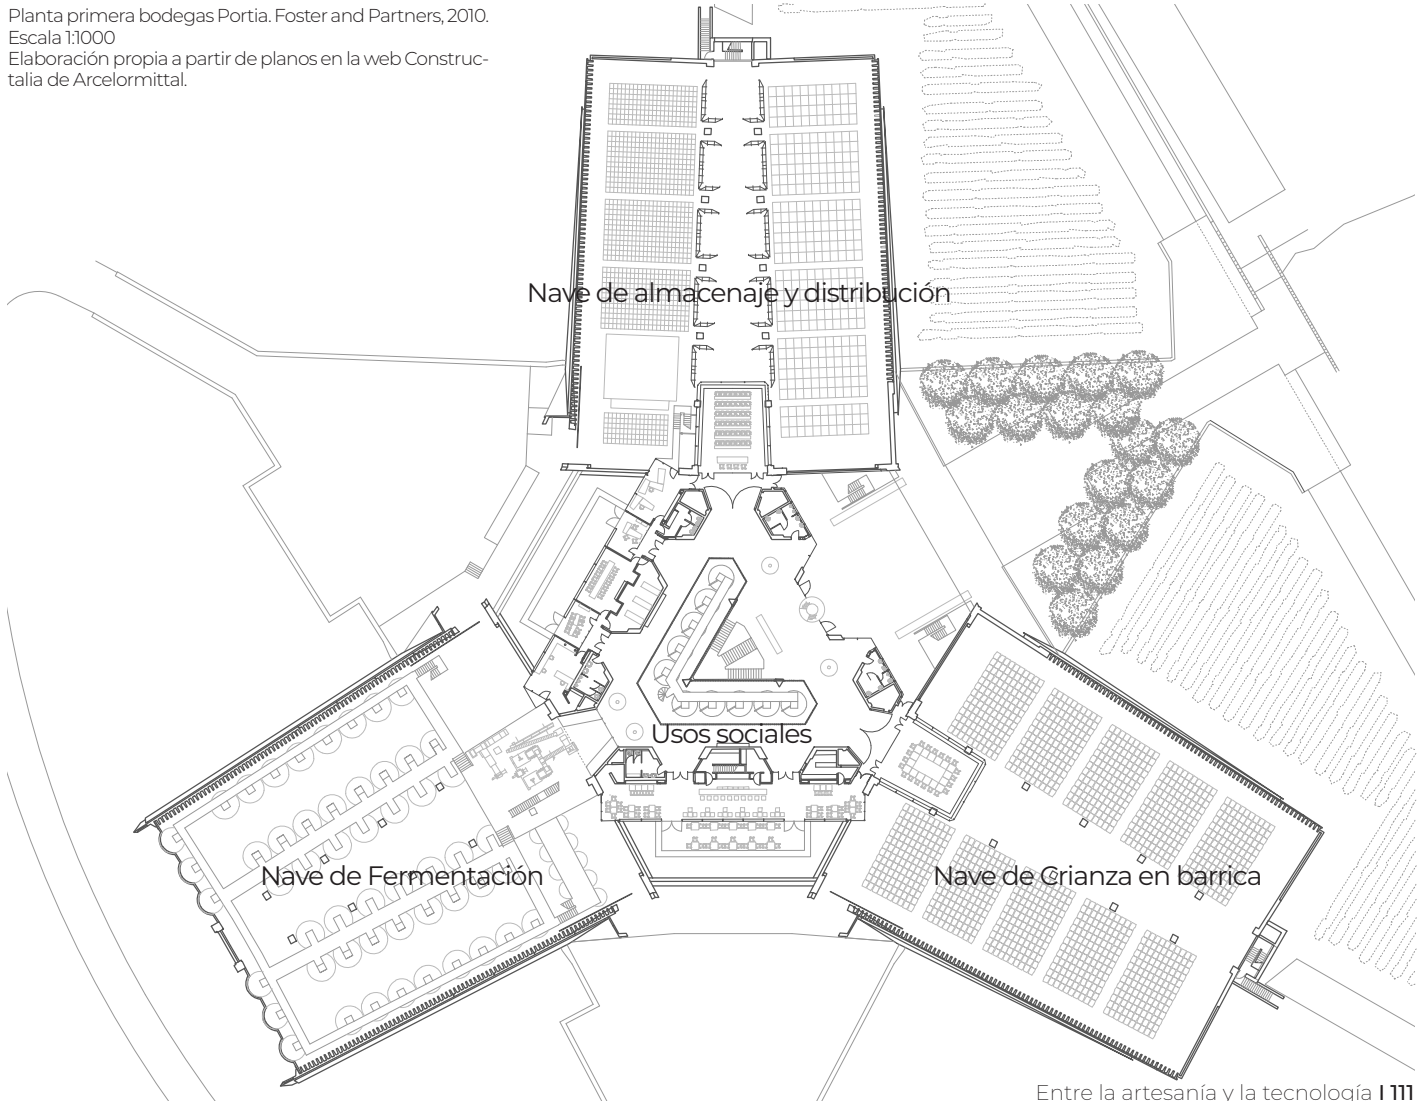 Planta primera bodegas Portia. Foster and Partners, 2010.
Escala 1:1000
Elaboración propia a partir de planos en la web Construc-
talia de Arcelormittal.
Nave de almacenaje y distribución
Usos sociales
Nave de Fermentación
Nave de Crianza en barrica
Entre la artesanía y la tecnología I 111